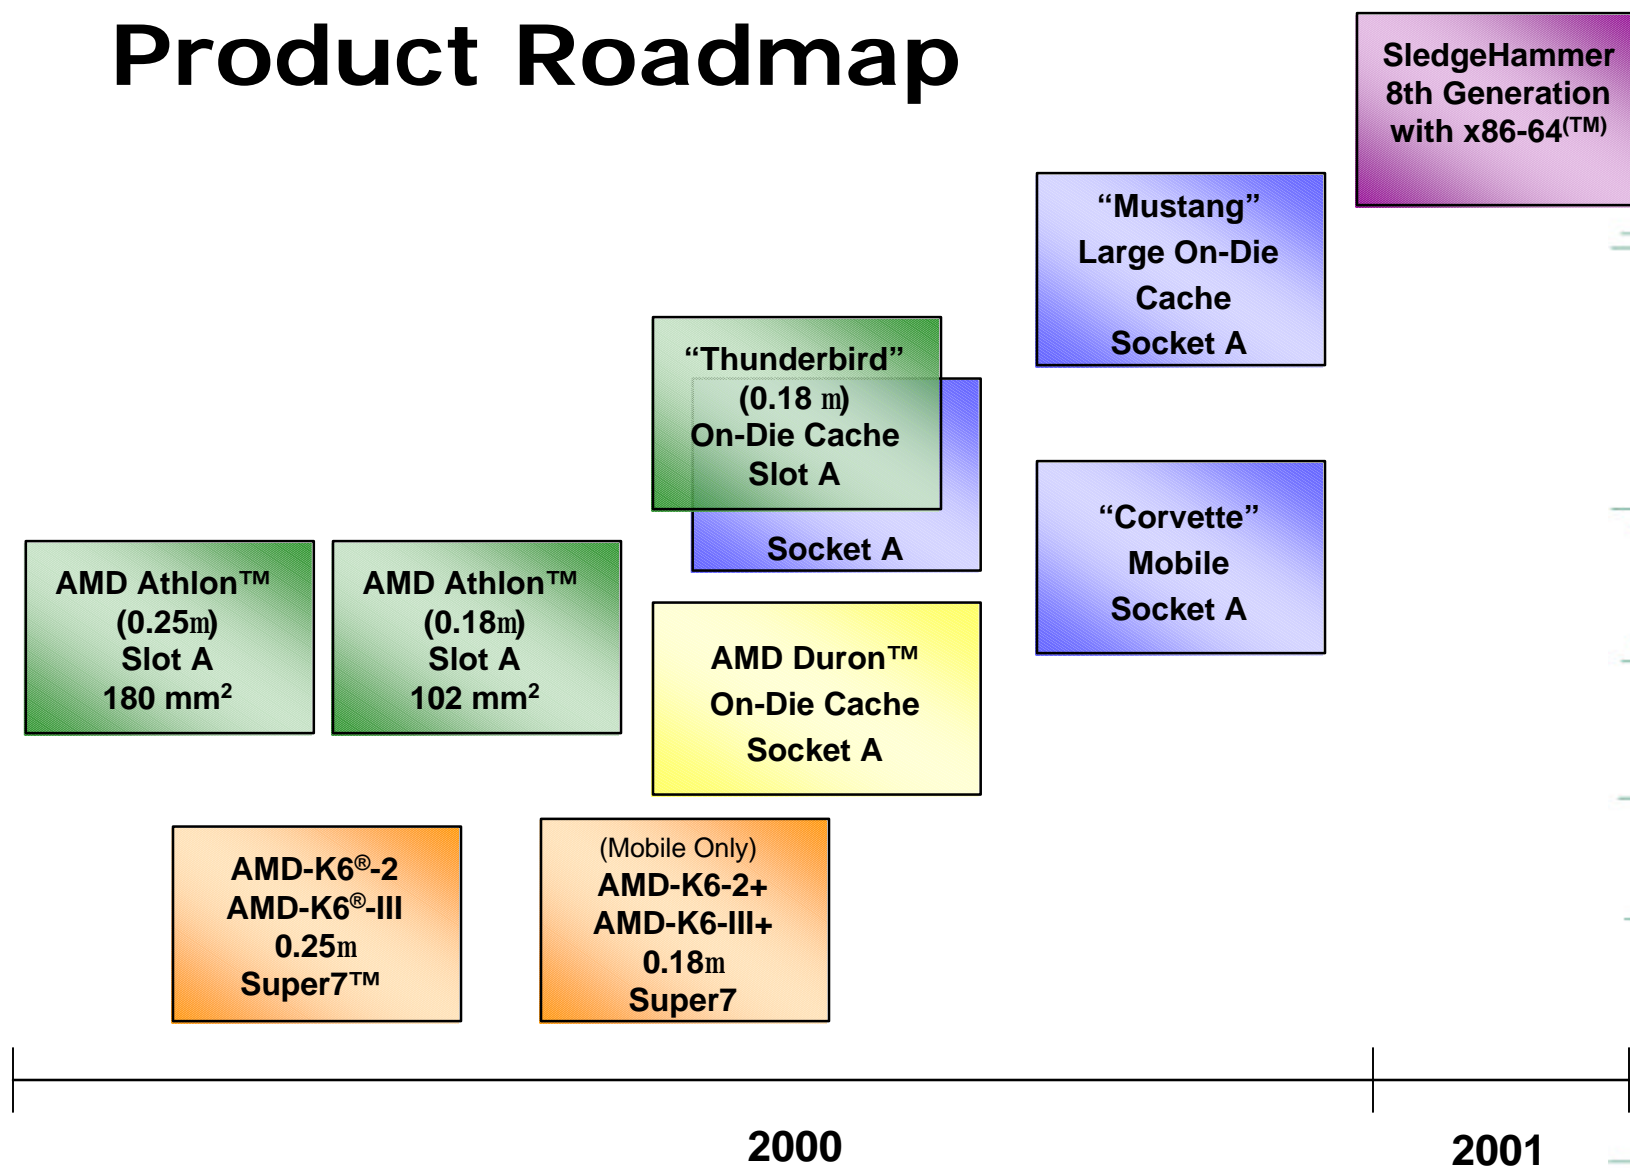 Product Roadmap
SledgeHammer
8th Generation
with x86-64(TM)
“Mustang”
Large On-Die
Cache
Socket A
“Thunderbird”
(0.18 m)
On-Die Cache
Slot A
Socket A
“Corvette”
Mobile
Socket A
AMD Athlon™
(0.25m)
Slot A
180 mm²
AMD Athlon™
(0.18m)
Slot A
102 mm²
AMD Duron™
On-Die Cache
Socket A
AMD-K6®-2
AMD-K6®-III
0.25m
Super7™
(Mobile Only)
AMD-K6-2+
AMD-K6-III+
0.18m
Super7
2000
2001